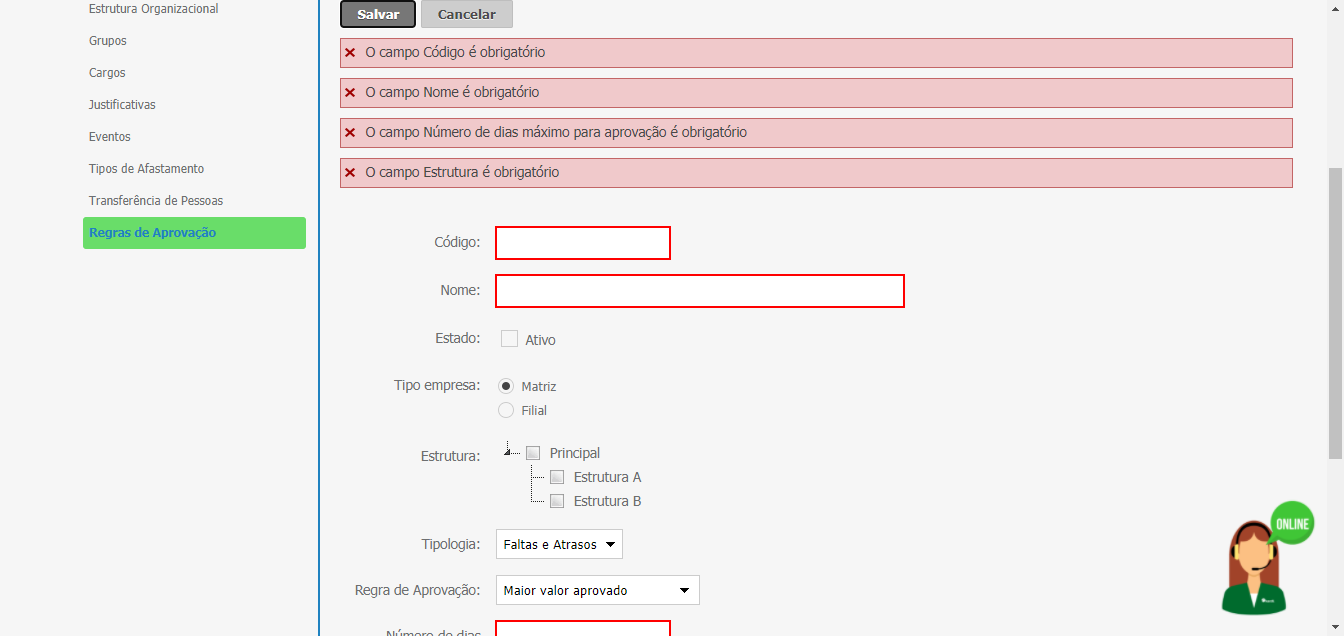 Estrutura Organizacional
Grupos
Cargos
Justificativas
Eventos
Tipos de Afastamento
Transferência de Pessoas
Regras de Aprovação
Salvar Cancelar
O campo Código é obrigatório
O campo Nome é obrigatório
O campo Número de dias máximo para aprovação é obrigatório
O campo Estrutura é obrigatório
Código:
Nome:
Estado: Ativo
Tipo empresa: Matriz
Filial
Estrutura: Principal
Estrutura A
Estrutura B
Tipologia: Faltas e Atrasos
Regra de Aprovação: Maior valor aprovado
Número de dias
ONLINE